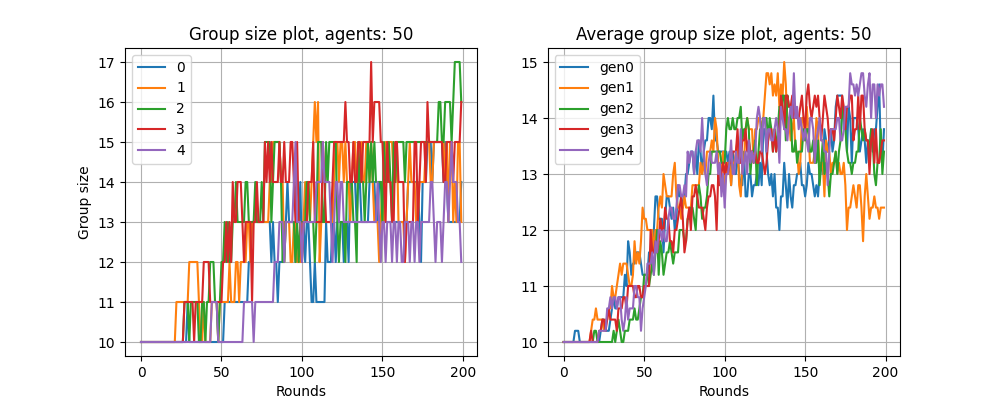 Group size plot, agents: 50
Group size
17
16
15
14
13
12
11
10
0
1
2
3
4
0
50
100
150
200
Rounds
Average group size plot, agents: 50
15
14
13
12
11
10
gen0
gen1
gen2
gen3
gen4
0
50
100
150
200
Rounds